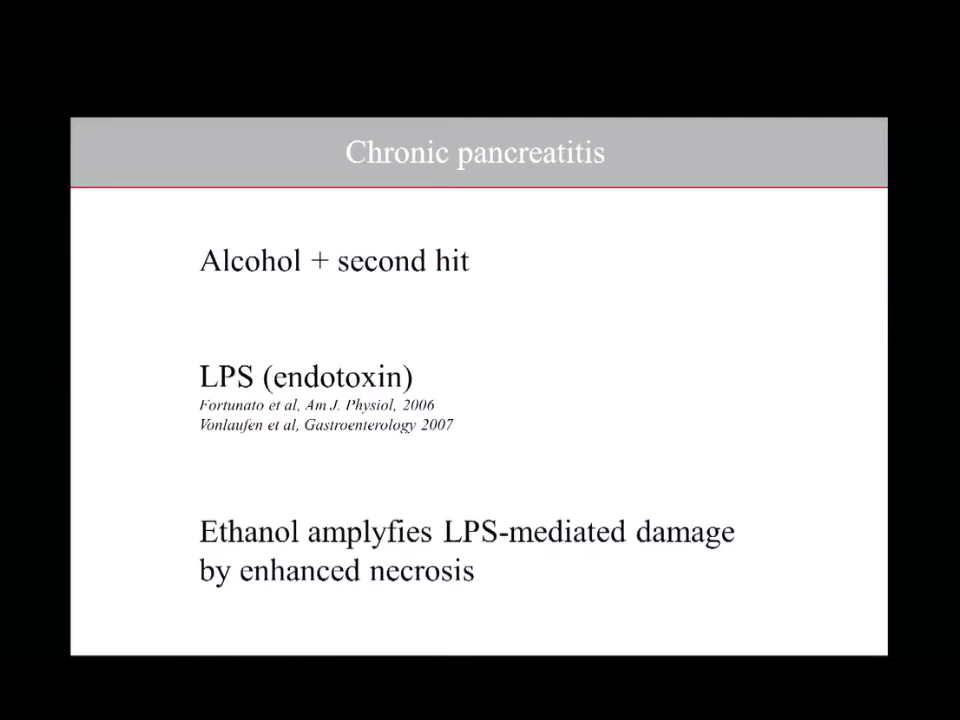 Chronic pancreatitis
Alcohol + second hit
LPS (endotoxin)
Fortunato et al, Am J. Physiol, 2006
Vonlaufen et al, Gastroenterology 2007
Ethanol amplyfies LPS-mediated damage
by enhanced necrosis